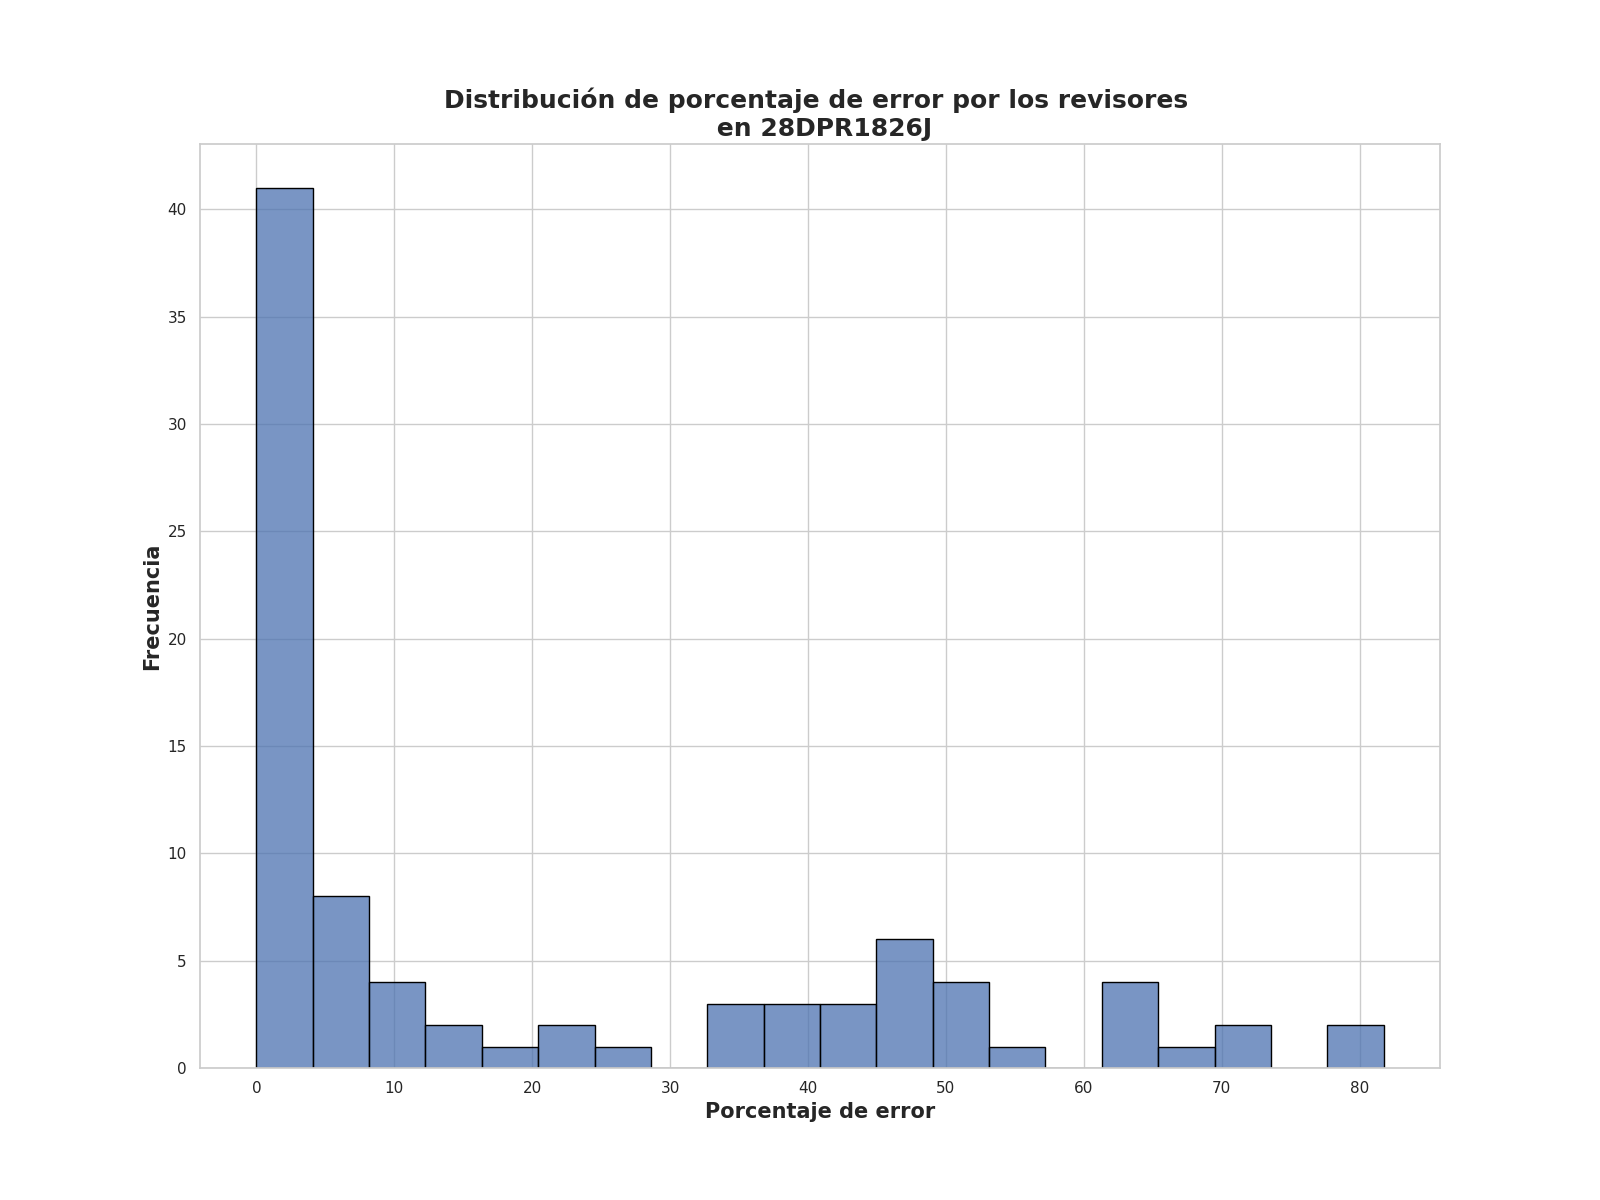 Distribución de porcentaje de error por los revisores
en 28DPR1826J
Frecuencia
40
35
30
25
20
15
10
5
0
0 10 20 30 40 50 60 70 80
Porcentaje de error